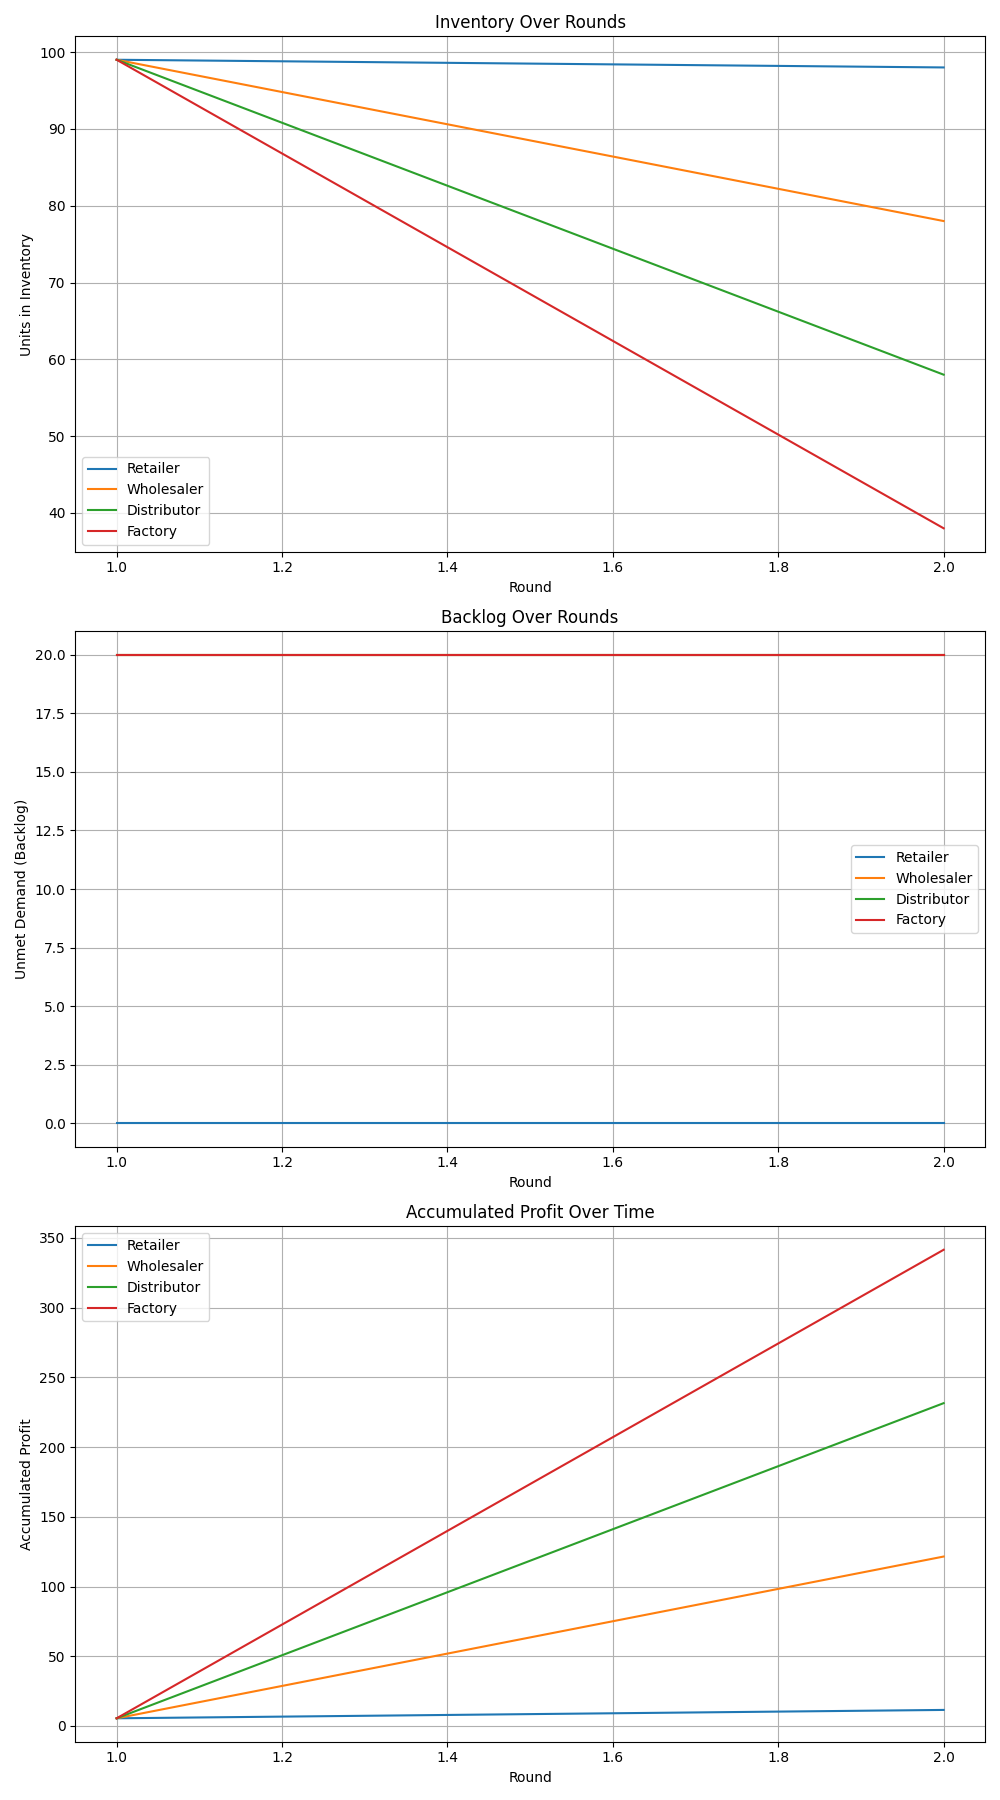 Inventory Over Rounds
100
90
80
70
60
50
40
Units in Inventory
Retailer
Wholesaler
Distributor
Factory
1.0 1.2 1.4 1.6 1.8 2.0
Round
Backlog Over Rounds
20.0
17.5
15.0
12.5
10.0
7.5
5.0
2.5
0.0
Unmet Demand (Backlog)
Retailer
Wholesaler
Distributor
Factory
1.0 1.2 1.4 1.6 1.8 2.0
Round
Accumulated Profit Over Time
350
300
250
200
150
100
50
0
Accumulated Profit
Retailer
Wholesaler
Distributor
Factory
1.0 1.2 1.4 1.6 1.8 2.0
Round